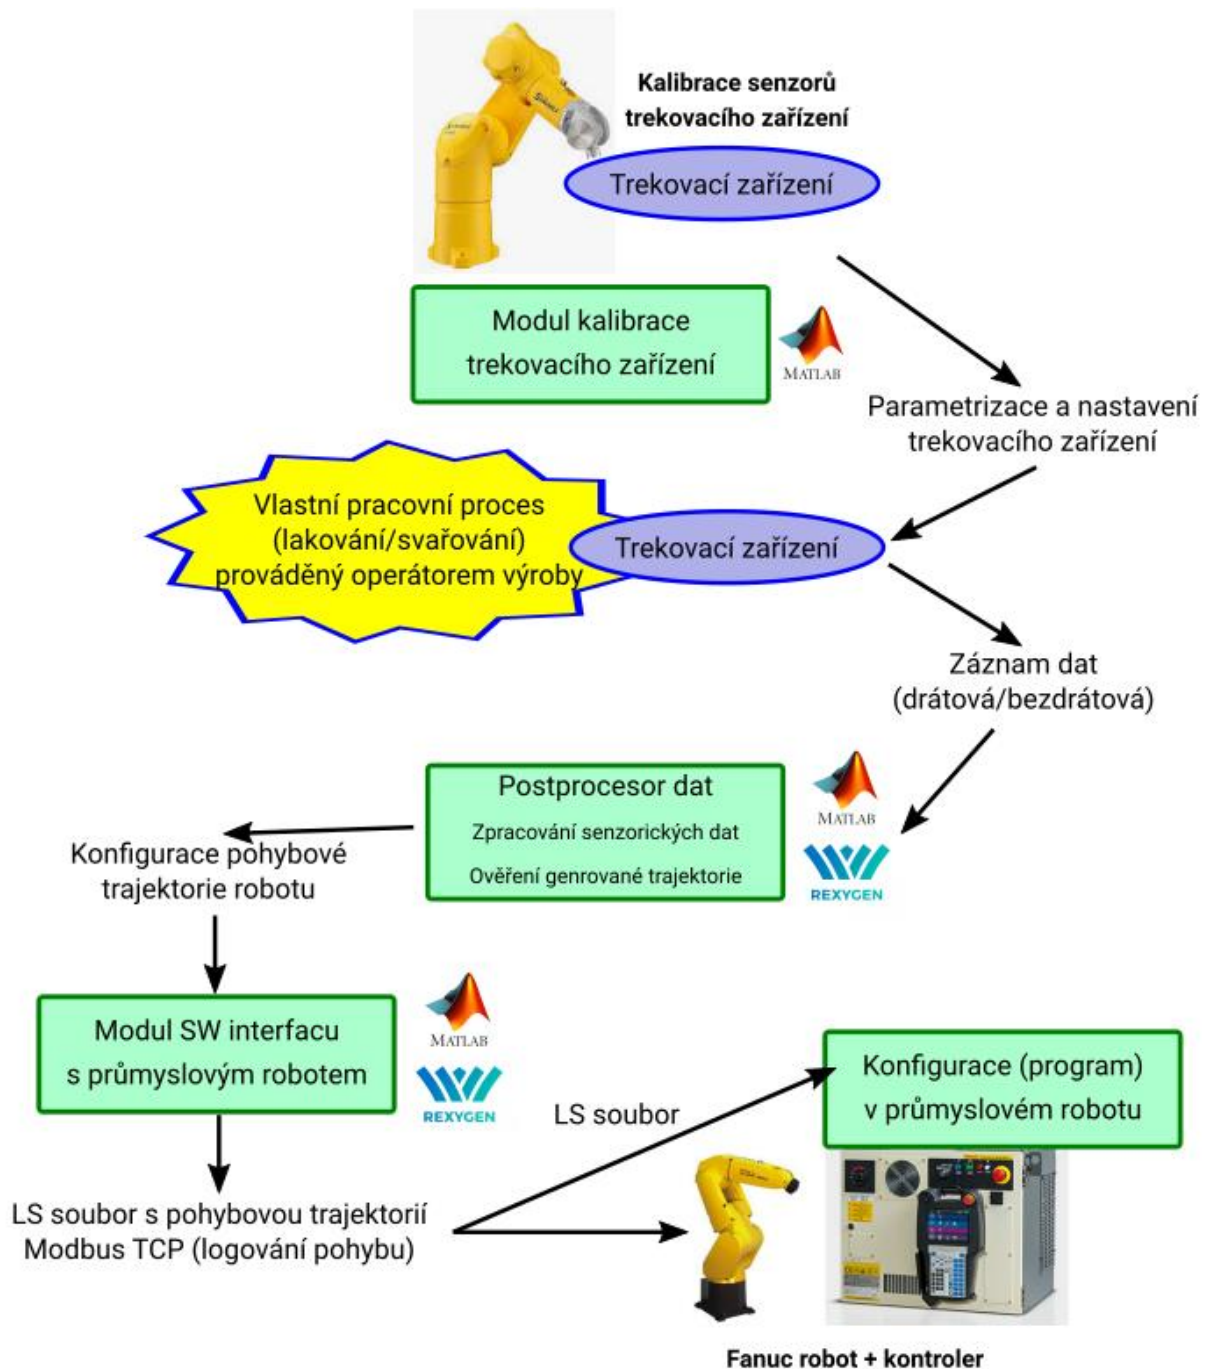 Kalibrace senzorů
trekovacího zařízení
Trekovací zařízení
Modul kalibrace
trekovacího zařízení
MATLAB
Parametrizace a nastavení
trekovacího zařízení
Vlastní pracovní proces
(lakování/svařování)
prováděný operátorem výroby
Trekovací zařízení
Záznam dat
(drátová/bezdrátová)
Postprocesor dat
Zpracování senzorických dat
Ověření genrované trajektorie
MATLAB
REXYGEN
Konfigurace pohybové
trajektorie robotu
Modul SW interfacu
s průmyslovým robotem
MATLAB
REXYGEN
LS soubor
Konfigurace (program)
v průmyslovém robotu
LS soubor s pohybovou trajektorií
Modbus TCP (logování pohybu)
Fanuc robot + kontroler